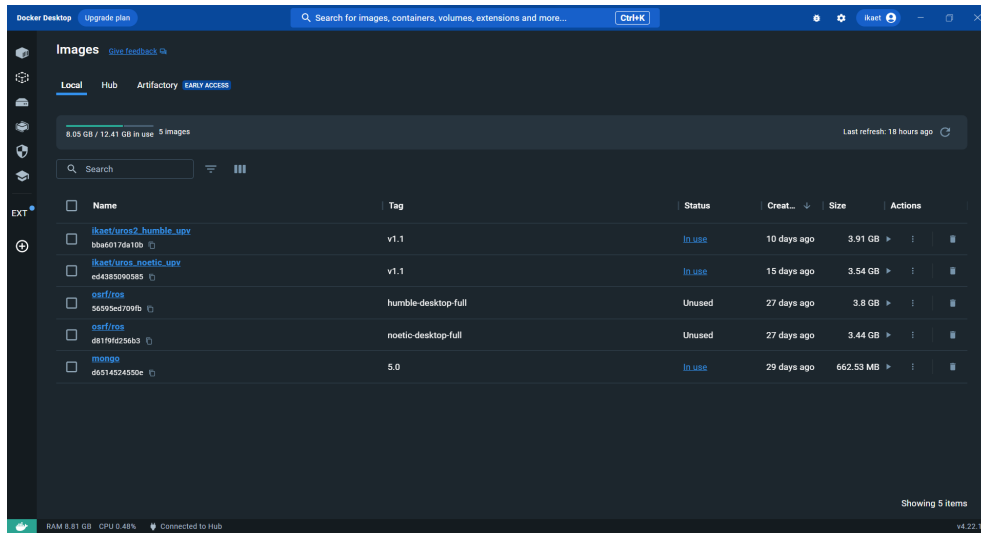 Docker Desktop Upgrade plan Search for images, containers, volumes, extensions and more... Ctrl+K ikaet
Images Give feedback
Local Hub Artifactory EARLY ACCESS
8.05 GB / 12.41 GB in use 5 images Last refresh: 18 hours ago
Search
EXT
Name Tag Status Creat... Size Actions
ikaet/uros2_humble_upv
bba6017da10b v1.1 In use 10 days ago 3.91 GB
ikaet/uros_noetic_upv
ed4385090585 v1.1 In use 15 days ago 3.54 GB
osrf/ros
56595ed709fb humble-desktop-full Unused 27 days ago 3.8 GB
osrf/ros
d81f9fd256b3 noetic-desktop-full Unused 27 days ago 3.44 GB
mongo
d6514524550e 5.0 In use 29 days ago 662.53 MB
Showing 5 items
RAM 8.81 GB CPU 0.48% Connected to Hub v4.22.1